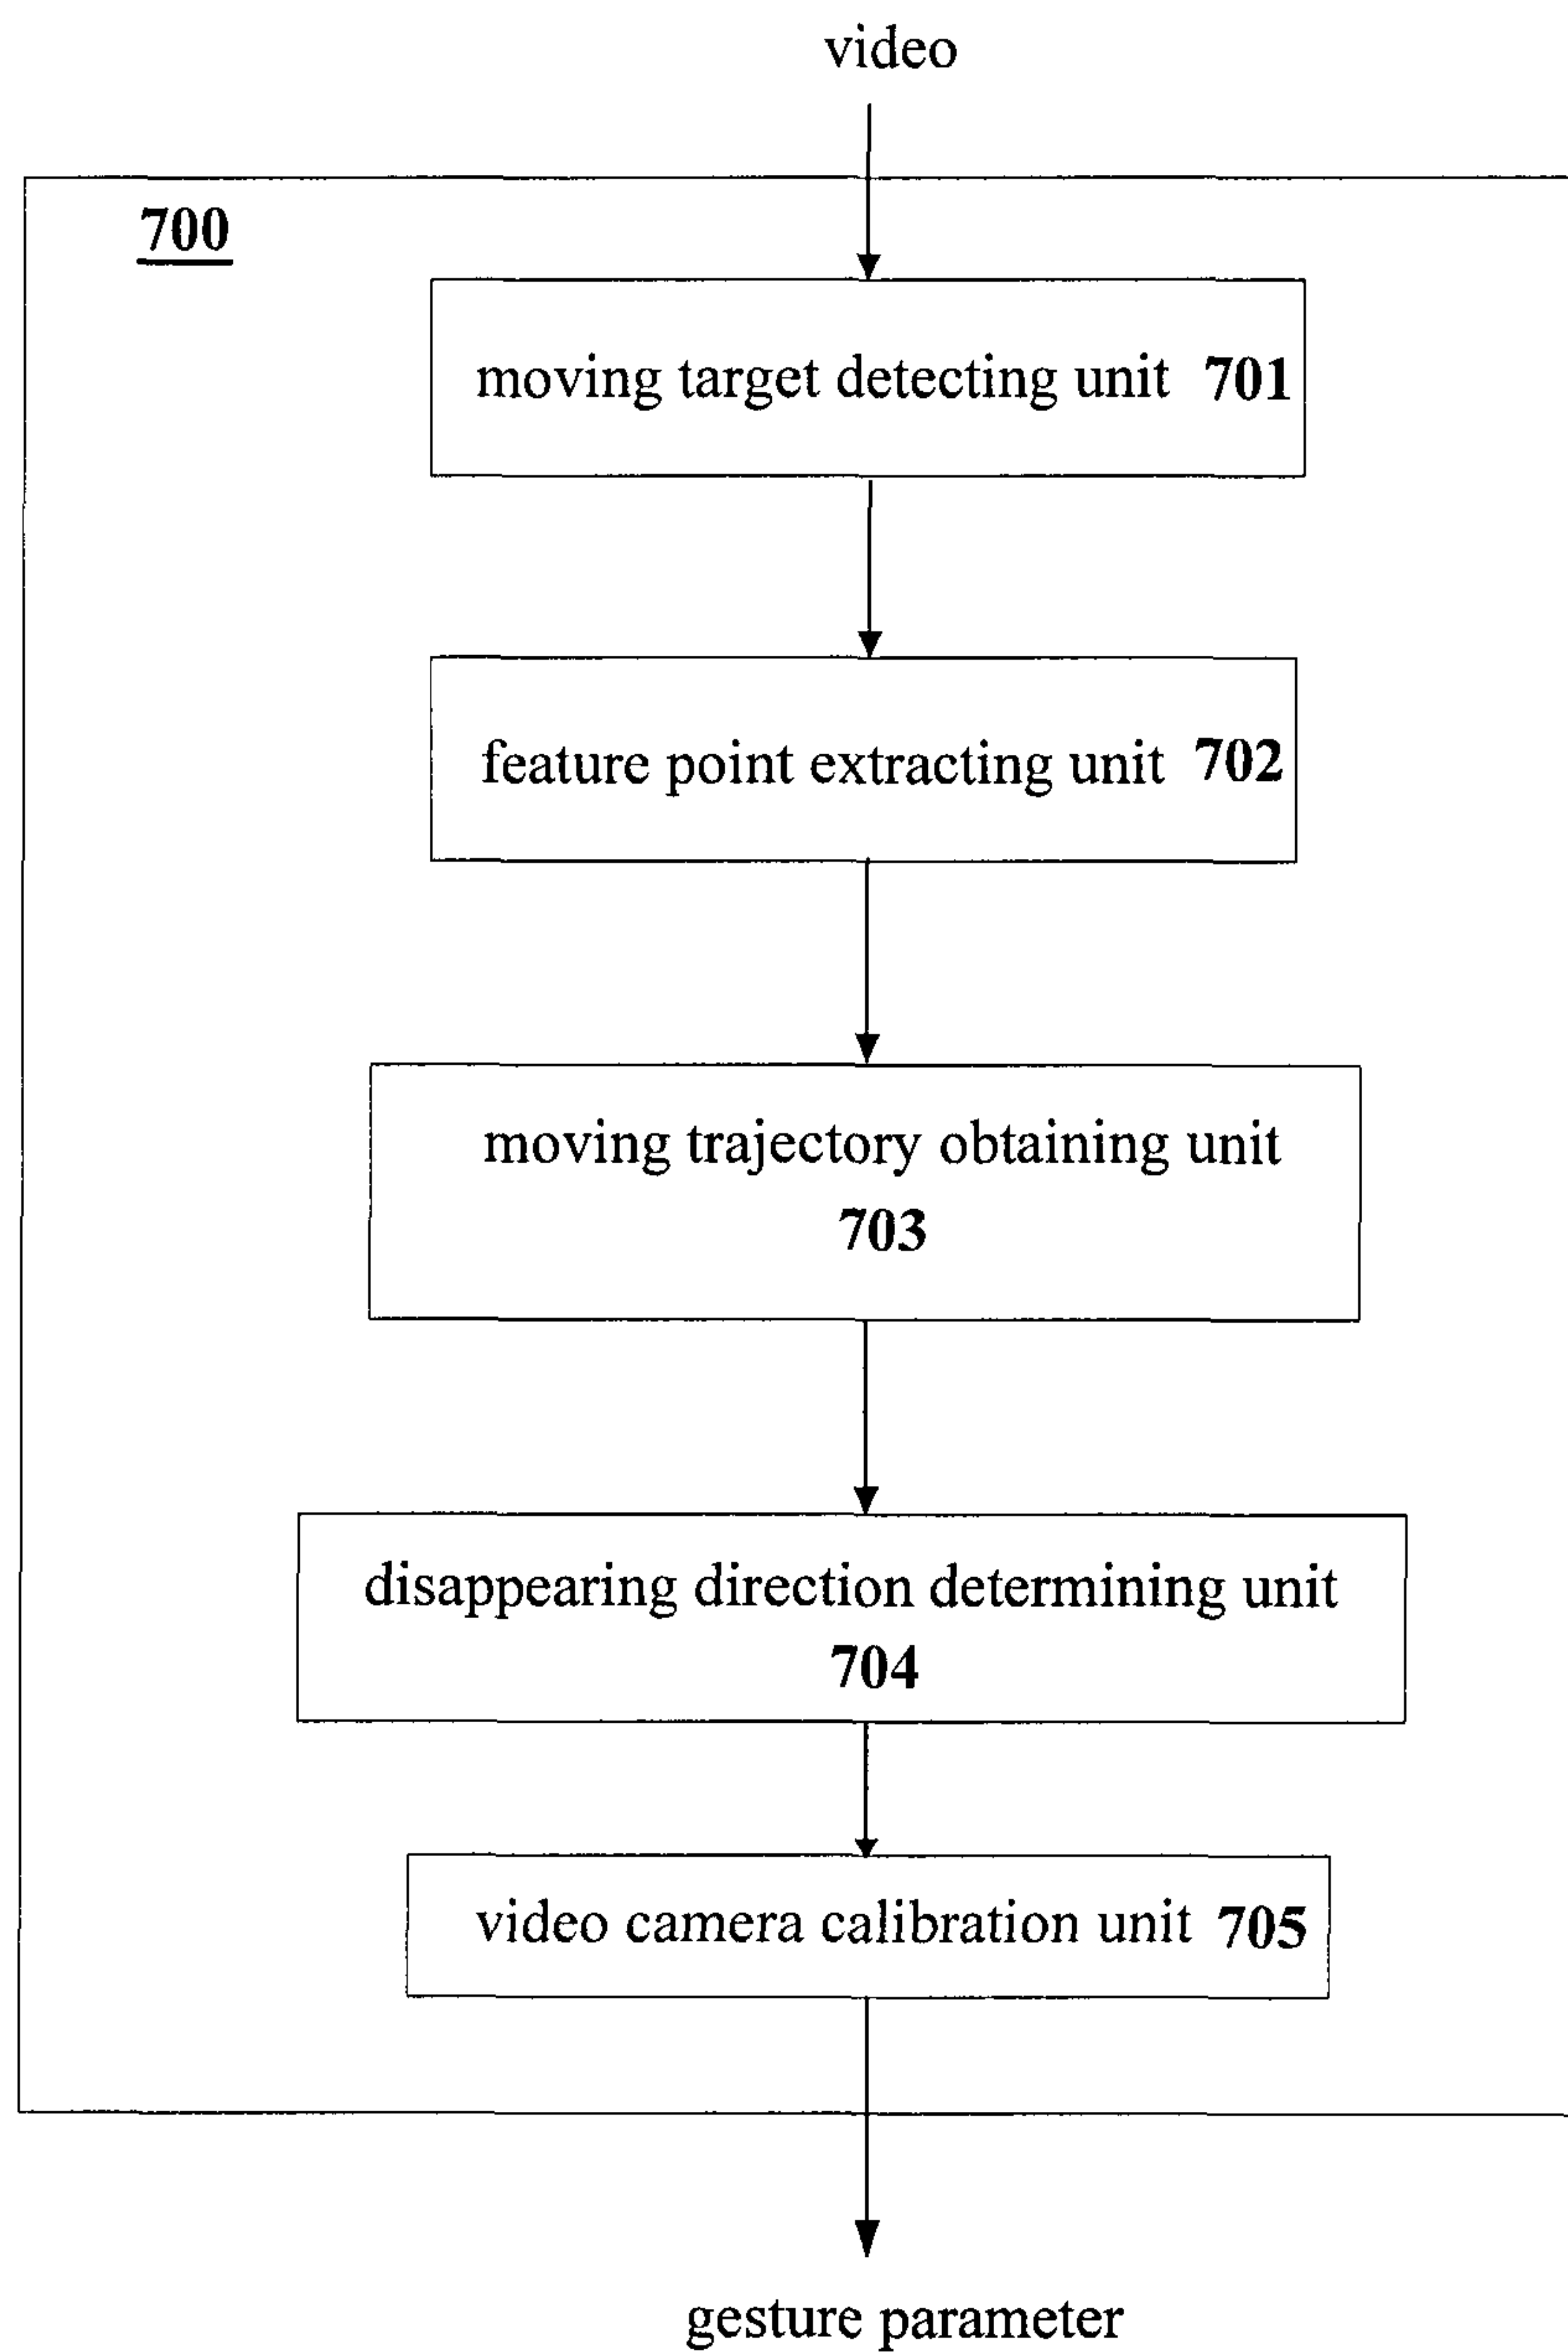 video
700
moving target detecting unit 701
feature point extracting unit 702
moving trajectory obtaining unit
703
disappearing direction determining unit
704
video camera calibration unit 705
gesture parameter